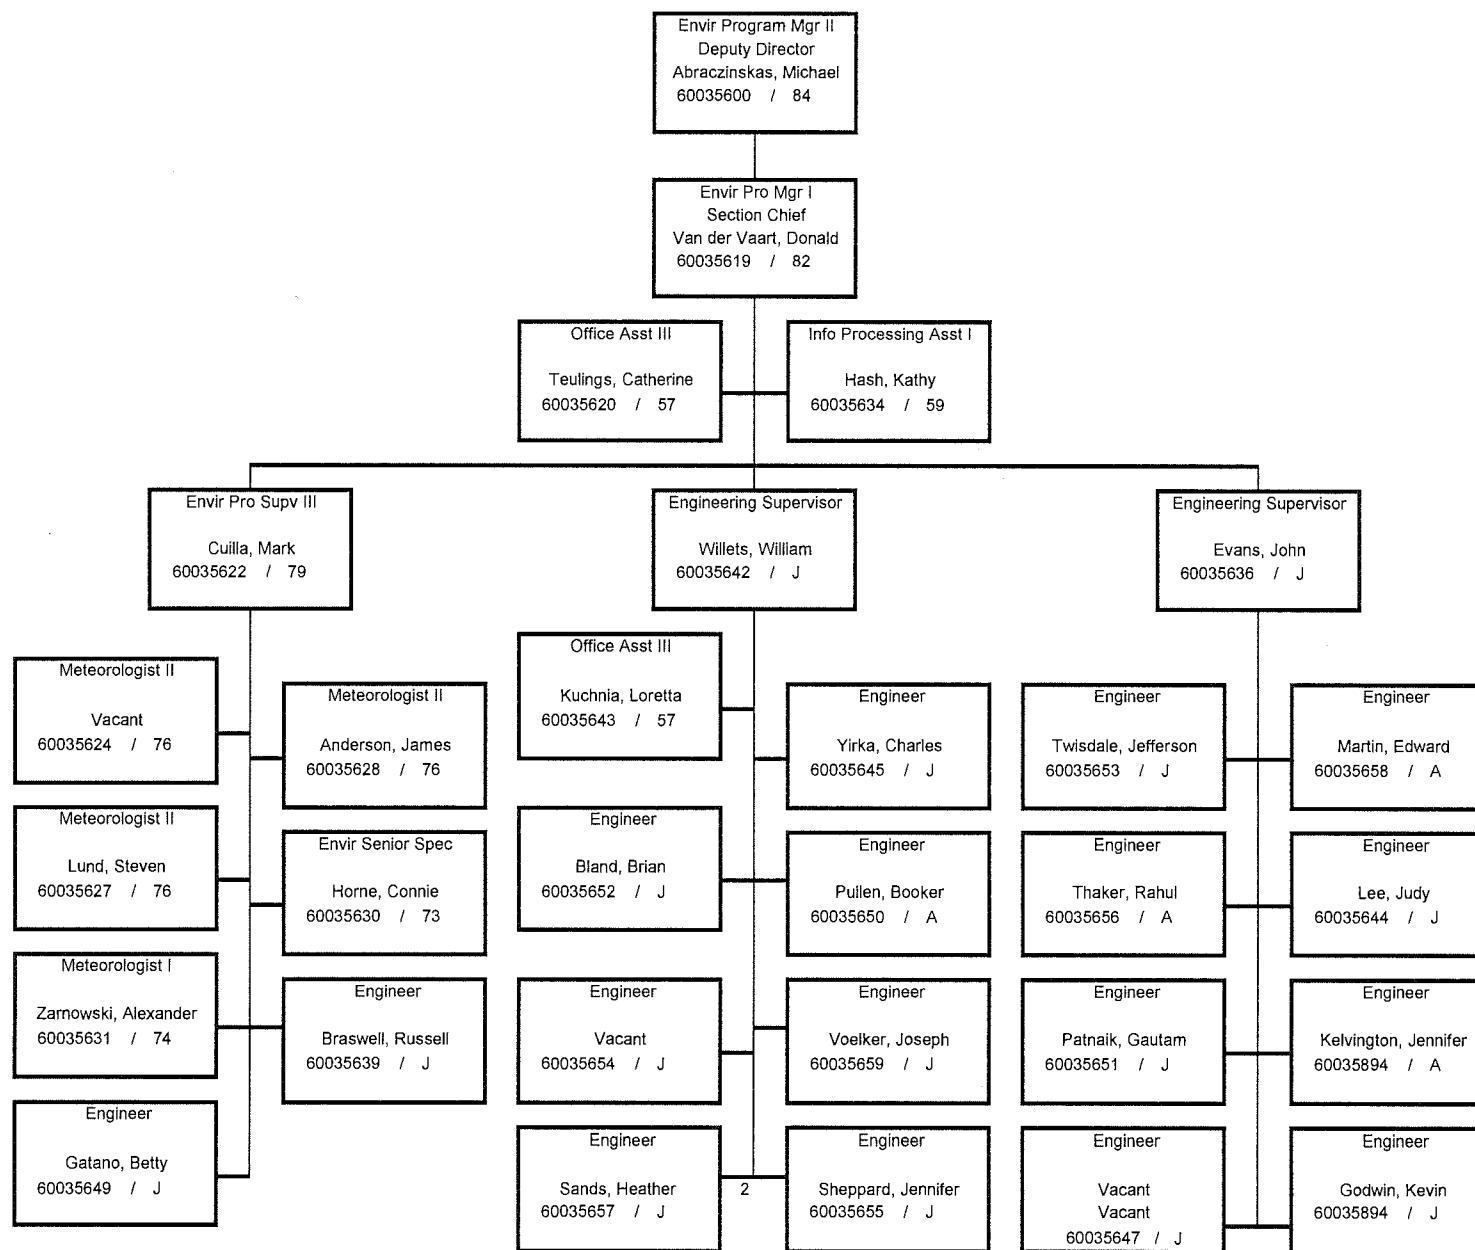 Envir Program Mgr II
Deputy Director
Abraczinskas, Michael
60035600 / 84
Envir Pro Mgr I
Section Chief
Van der Vaart, Donald
60035619 / 82
Office Asst III
Teulings, Catherine
60035620 / 57
Info Processing Asst I
Hash, Kathy
60035634 / 59
Envir Pro Supv III
Cuilla, Mark
60035622 / 79
Engineering Supervisor
Willets, William
60035642 / J
Engineering Supervisor
Evans, John
60035636 / J
Meteorologist II
Vacant
60035624 / 76
Meteorologist II
Anderson, James
60035628 / 76
Meteorologist II
Lund, Steven
60035627 / 76
Envir Senior Spec
Horne, Connie
60035630 / 73
Meteorologist I
Zarnowski, Alexander
60035631 / 74
Engineer
Braswell, Russell
60035639 / J
Engineer
Gatano, Betty
60035649 / J
Office Asst III
Kuchnia, Loretta
60035643 / 57
Engineer
Yirka, Charles
60035645 / J
Engineer
Bland, Brian
60035652 / J
Engineer
Pullen, Booker
60035650 / A
Engineer
Vacant
60035654 / J
Engineer
Voelker, Joseph
60035659 / J
Engineer
Sands, Heather
60035657 / J
2
Engineer
Sheppard, Jennifer
60035655 / J
Engineer
Twisdale, Jefferson
60035653 / J
Engineer
Martin, Edward
60035658 / A
Engineer
Thaker, Rahul
60035656 / A
Engineer
Lee, Judy
60035644 / J
Engineer
Patnaik, Gautam
60035651 / J
Engineer
Kelvington, Jennifer
60035894 / A
Engineer
Vacant
Vacant
60035647 / J
Engineer
Godwin, Kevin
60035894 / J